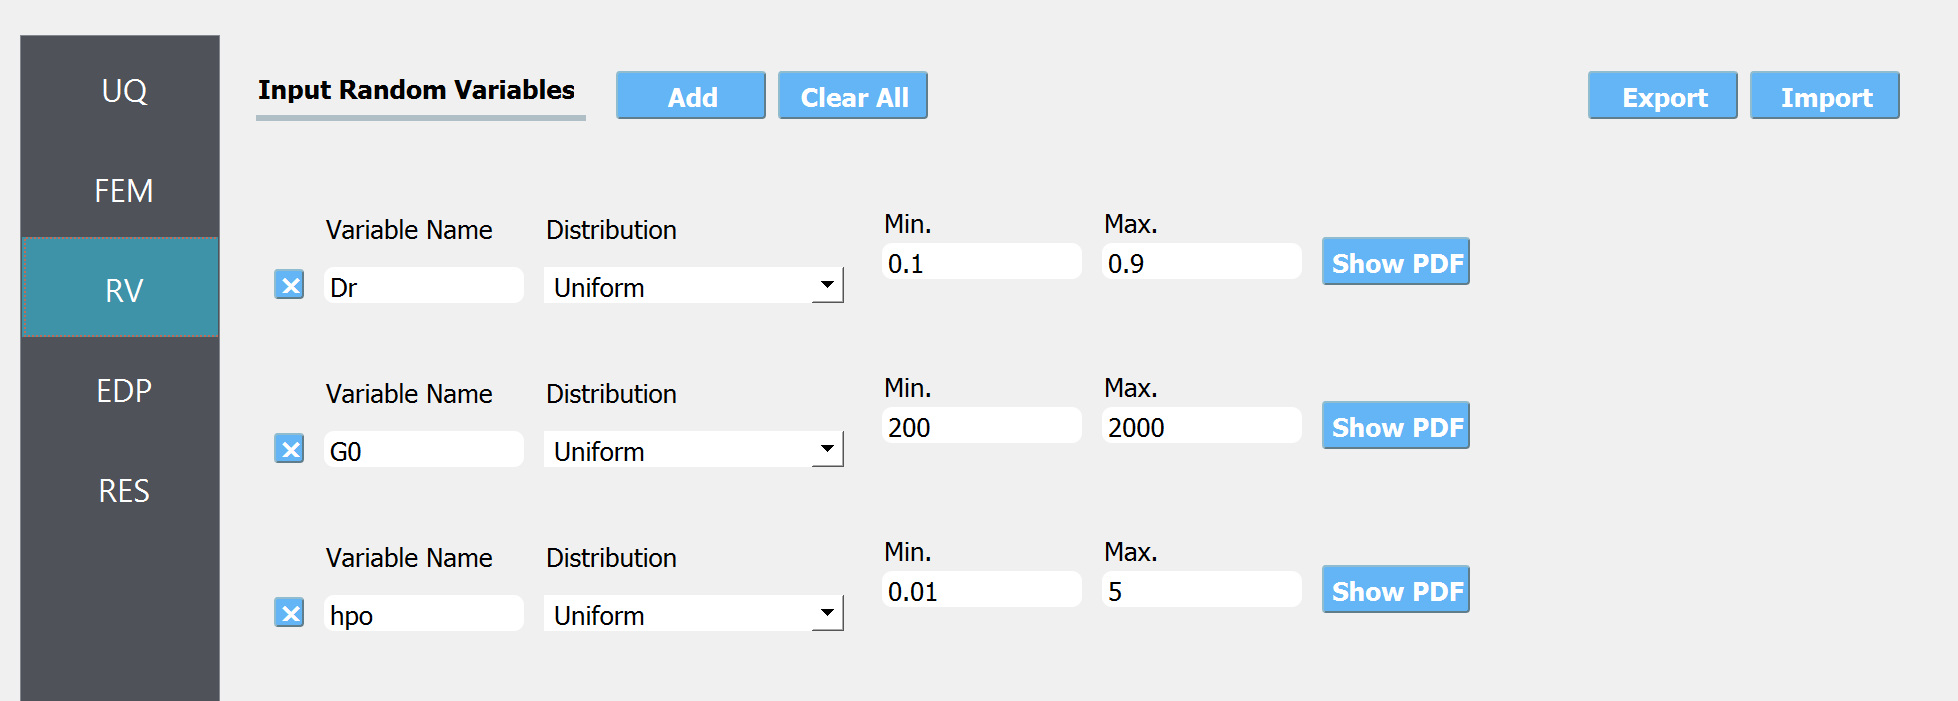 UQ
FEM
RV
EDP
RES
Input Random Variables Add Clear All Export Import
Variable Name Distribution Min. Max.
Dr Uniform 0.1 0.9 Show PDF
Variable Name Distribution Min. Max.
G0 Uniform 200 2000 Show PDF
Variable Name Distribution Min. Max.
hpo Uniform 0.01 5 Show PDF